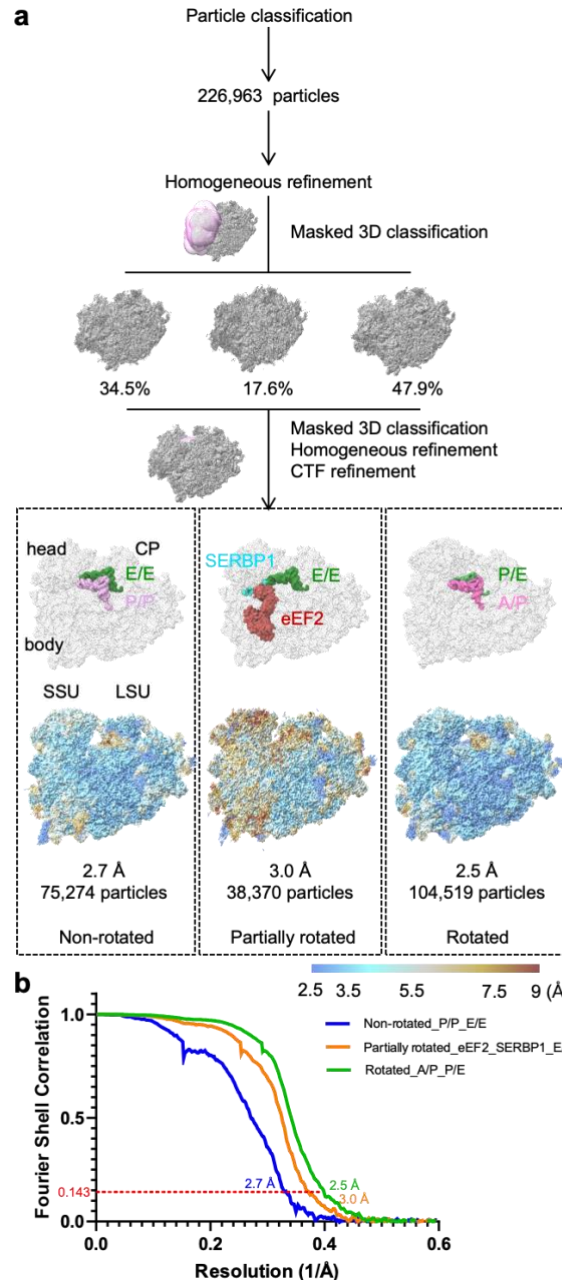 a
Particle classification
226,963 particles
Homogeneous refinement
Masked 3D classification
34.5%
17.6%
47.9%
Masked 3D classification
Homogeneous refinement
CTF refinement
head
CP
E/E
P/P
body
SSU
LSU
2.7 Å
75,274 particles
Non-rotated
SERBP1
E/E
eEF2
3.0 Å
38,370 particles
Partially rotated
P/E
A/P
2.5 Å
104,519 particles
Rotated
2.5 3.5 5.5 7.5 9 (Å
b
Fourier Shell Correlation
1.0
0.5
0.143
0.0
Non-rotated_P/P_E/E
Partially rotated_eEF2_SERBP1_E/
Rotated_A/P_P/E
2.7 Å
2.5 Å
3.0 Å
0.0 0.2 0.4 0.6
Resolution (1/Å)